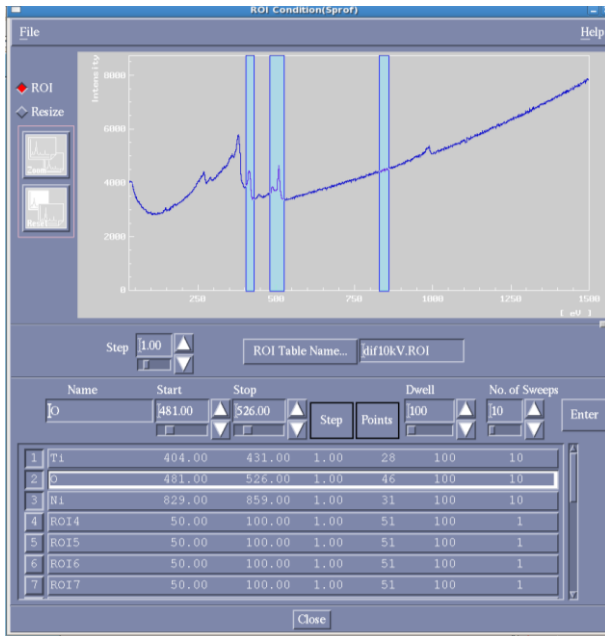 ROI Condition(Sprof)
File Help
Intensity
8000
ROI
Resize
6000
4000
2000
0
250 500 750 1000 1250 1500
[ eV ]
Step 1.00 ROI Table Name... dif10kV.ROI
Name Start Stop Dwell No. of Sweeps
O 481.00 526.00 Step Points 100 10 Enter
1 Ti 404.00 431.00 1.00 28 100 10
2 O 481.00 526.00 1.00 46 100 10
3 Ni 829.00 859.00 1.00 31 100 10
4 ROI4 50.00 100.00 1.00 51 100 1
5 ROI5 50.00 100.00 1.00 51 100 1
6 ROI6 50.00 100.00 1.00 51 100 1
7 ROI7 50.00 100.00 1.00 51 100 1
Close